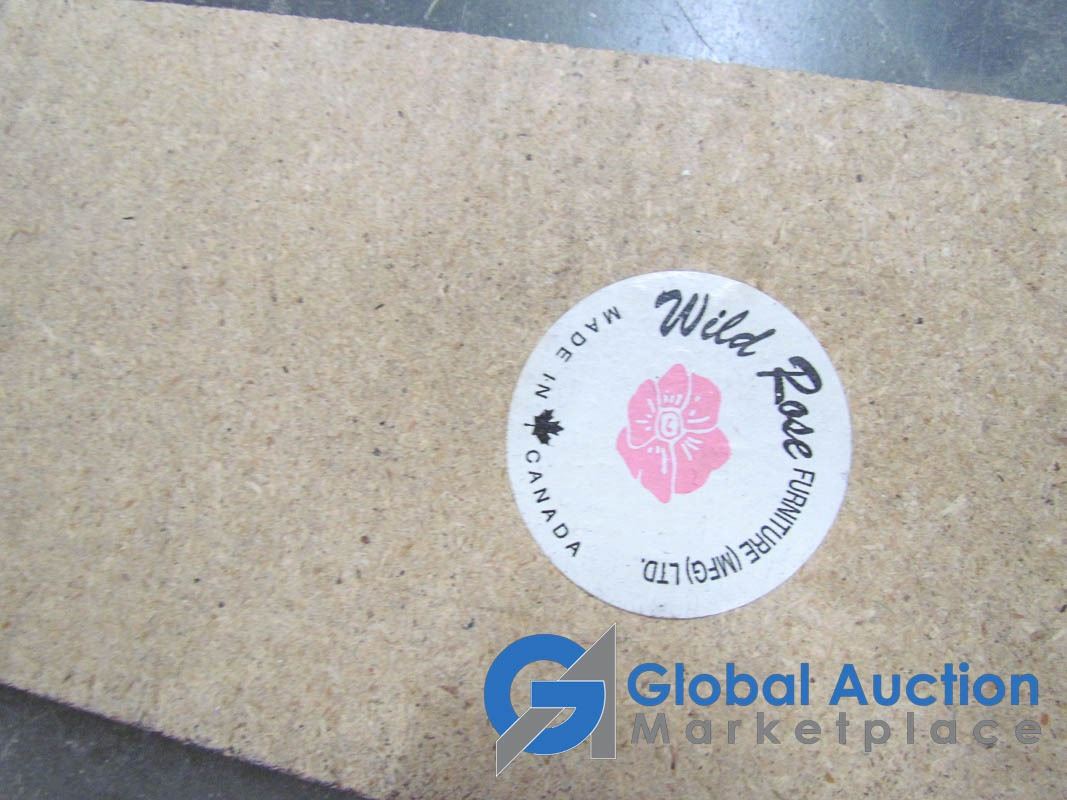 Wild Rose FURNITURE (MFG) LTD.
MADE IN CANADA
Global Auction
Marketplace